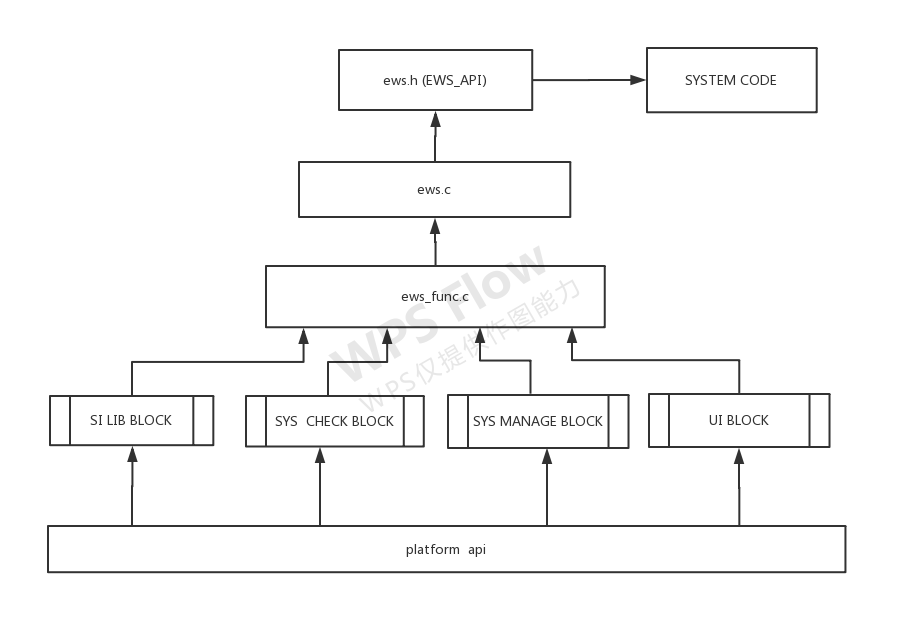 ews.h (EWS_API)
SYSTEM CODE
ews.c
ews_func.c
WPS Flow
WPS仅提供作图能力
SI LIB BLOCK
SYS CHECK BLOCK
SYS MANAGE BLOCK
UI BLOCK
platform api